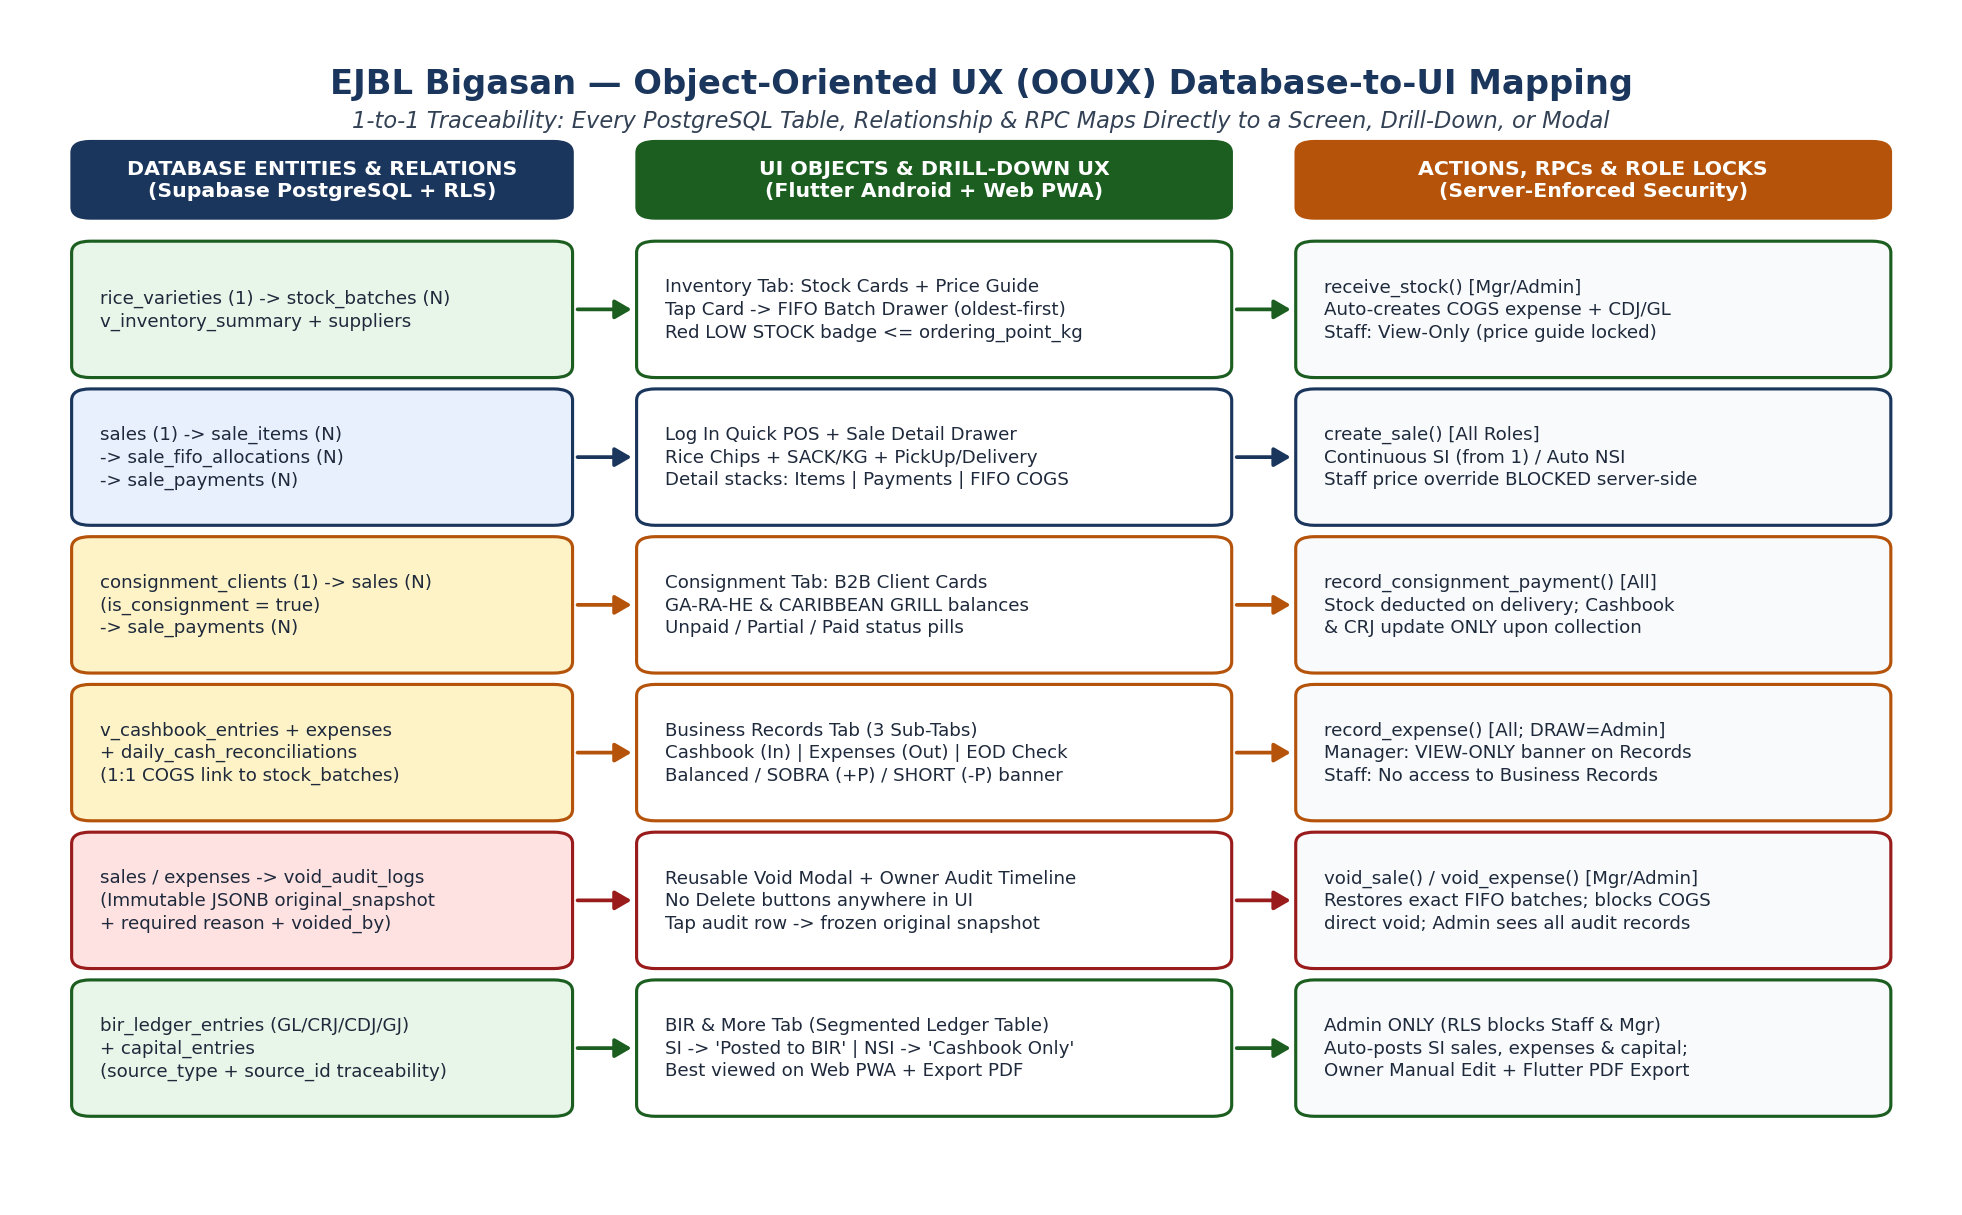 EJBL Bigasan — Object-Oriented UX (OOUX) Database-to-UI Mapping
1-to-1 Traceability: Every PostgreSQL Table, Relationship & RPC Maps Directly to a Screen, Drill-Down, or Modal
DATABASE ENTITIES & RELATIONS
(Supabase PostgreSQL + RLS)
UI OBJECTS & DRILL-DOWN UX
(Flutter Android + Web PWA)
ACTIONS, RPCs & ROLE LOCKS
(Server-Enforced Security)
rice_varieties (1) -> stock_batches (N)
v_inventory_summary + suppliers
Inventory Tab: Stock Cards + Price Guide
Tap Card -> FIFO Batch Drawer (oldest-first)
Red LOW STOCK badge <= ordering_point_kg
receive_stock() [Mgr/Admin]
Auto-creates COGS expense + CDJ/GL
Staff: View-Only (price guide locked)
sales (1) -> sale_items (N)
-> sale_fifo_allocations (N)
-> sale_payments (N)
Log In Quick POS + Sale Detail Drawer
Rice Chips + SACK/KG + PickUp/Delivery
Detail stacks: Items | Payments | FIFO COGS
create_sale() [All Roles]
Continuous SI (from 1) / Auto NSI
Staff price override BLOCKED server-side
consignment_clients (1) -> sales (N)
(is_consignment = true)
-> sale_payments (N)
Consignment Tab: B2B Client Cards
GA-RA-HE & CARIBBEAN GRILL balances
Unpaid / Partial / Paid status pills
record_consignment_payment() [All]
Stock deducted on delivery; Cashbook
& CRJ update ONLY upon collection
v_cashbook_entries + expenses
+ daily_cash_reconciliations
(1:1 COGS link to stock_batches)
Business Records Tab (3 Sub-Tabs)
Cashbook (In) | Expenses (Out) | EOD Check
Balanced / SOBRA (+P) / SHORT (-P) banner
record_expense() [All; DRAW=Admin]
Manager: VIEW-ONLY banner on Records
Staff: No access to Business Records
sales / expenses -> void_audit_logs
(Immutable JSONB original_snapshot
+ required reason + voided_by)
Reusable Void Modal + Owner Audit Timeline
No Delete buttons anywhere in UI
Tap audit row -> frozen original snapshot
void_sale() / void_expense() [Mgr/Admin]
Restores exact FIFO batches; blocks COGS
direct void; Admin sees all audit records
bir_ledger_entries (GL/CRJ/CDJ/GJ)
+ capital_entries
(source_type + source_id traceability)
BIR & More Tab (Segmented Ledger Table)
SI -> 'Posted to BIR' | NSI -> 'Cashbook Only'
Best viewed on Web PWA + Export PDF
Admin ONLY (RLS blocks Staff & Mgr)
Auto-posts SI sales, expenses & capital;
Owner Manual Edit + Flutter PDF Export